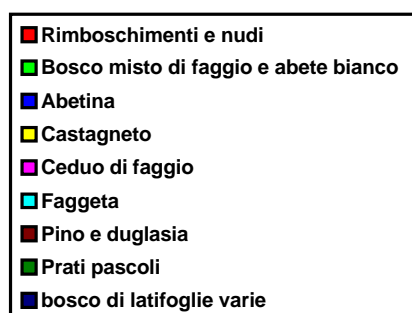 Rimboschimenti e nudi
Bosco misto di faggio e abete bianco
Abetina
Castagneto
Ceduo di faggio
Faggeta
Pino e duglasia
Prati pascoli
bosco di latifoglie varie